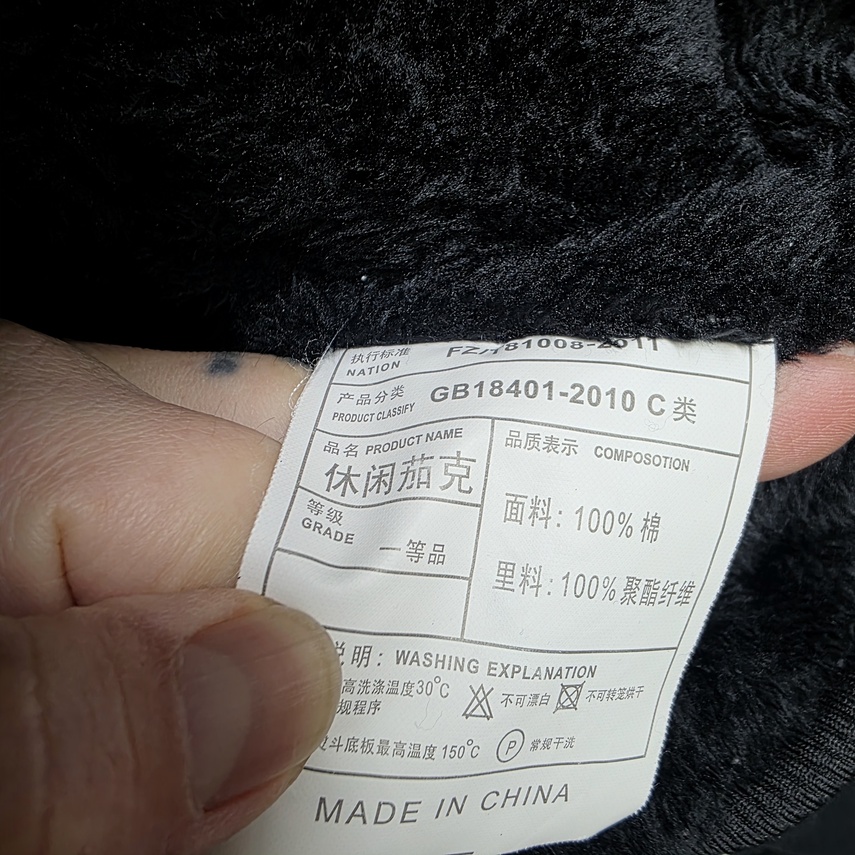 执行标准 FZ/T81008-2011
NATION
产品分类 GB18401-2010 C类
PRODUCT CLASSIFY
品名 PRODUCT NAME
休闲茄克
等级
GRADE
一等品
品质表示 COMPOSOTION
面料: 100% 棉
里料: 100% 聚酯纤维
说明: WASHING EXPLANATION
高洗涤温度30°C
规程序
不可漂白
不可转笼烘干
熨斗底板最高温度 150°C
P 常规干洗
MADE IN CHINA